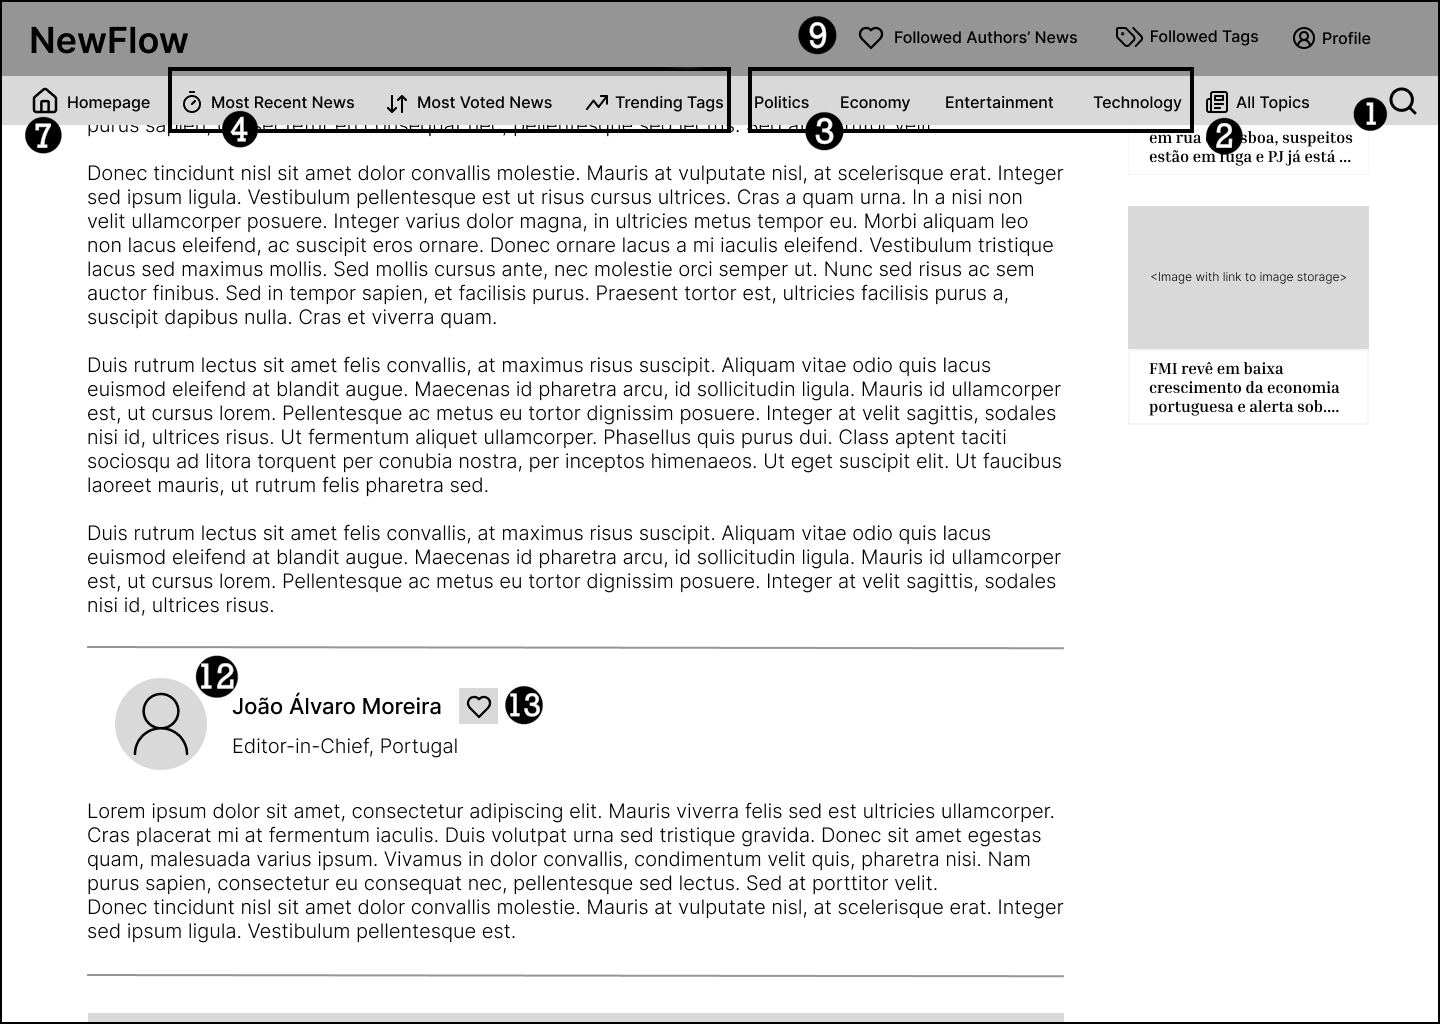 NewFlow
9
Followed Authors’ News
Followed Tags
Profile
Homepage
Most Recent News
Most Voted News
Trending Tags
Politics
Economy
Entertainment
Technology
All Topics
7
4
3
2
1
Donec tincidunt nisl sit amet dolor convallis molestie. Mauris at vulputate nisl, at scelerisque erat. Integer
sed ipsum ligula. Vestibulum pellentesque est ut risus cursus ultrices. Cras a quam urna. In a nisi non
velit ullamcorper posuere. Integer varius dolor magna, in ultricies metus tempor eu. Morbi aliquam leo
non lacus eleifend, ac suscipit eros ornare. Donec ornare lacus a mi iaculis eleifend. Vestibulum tristique
lacus sed maximus mollis. Sed mollis cursus ante, nec molestie orci semper ut. Nunc sed risus ac sem
auctor finibus. Sed in tempor sapien, et facilisis purus. Praesent tortor est, ultricies facilisis purus a,
suscipit dapibus nulla. Cras et viverra quam.
Duis rutrum lectus sit amet felis convallis, at maximus risus suscipit. Aliquam vitae odio quis lacus
euismod eleifend at blandit augue. Maecenas id pharetra arcu, id sollicitudin ligula. Mauris id ullamcorper
est, ut cursus lorem. Pellentesque ac metus eu tortor dignissim posuere. Integer at velit sagittis, sodales
nisi id, ultrices risus. Ut fermentum aliquet ullamcorper. Phasellus quis purus dui. Class aptent taciti
sociosqu ad litora torquent per conubia nostra, per inceptos himenaeos. Ut eget suscipit elit. Ut faucibus
laoreet mauris, ut rutrum felis pharetra sed.
Duis rutrum lectus sit amet felis convallis, at maximus risus suscipit. Aliquam vitae odio quis lacus
euismod eleifend at blandit augue. Maecenas id pharetra arcu, id sollicitudin ligula. Mauris id ullamcorper
est, ut cursus lorem. Pellentesque ac metus eu tortor dignissim posuere. Integer at velit sagittis, sodales
nisi id, ultrices risus.
12
João Álvaro Moreira
13
Editor-in-Chief, Portugal
Lorem ipsum dolor sit amet, consectetur adipiscing elit. Mauris viverra felis sed est ultricies ullamcorper.
Cras placerat mi at fermentum iaculis. Duis volutpat urna sed tristique gravida. Donec sit amet egestas
quam, malesuada varius ipsum. Vivamus in dolor convallis, condimentum velit quis, pharetra nisi. Nam
purus sapien, consectetur eu consequat nec, pellentesque sed lectus. Sed at porttitor velit.
Donec tincidunt nisl sit amet dolor convallis molestie. Mauris at vulputate nisl, at scelerisque erat. Integer
sed ipsum ligula. Vestibulum pellentesque est.
em rua suspeitos
estão em fuga e PJ já está ...
<Image with link to image storage>
FMI revê em baixa
crescimento da economia
portuguesa e alerta sob....